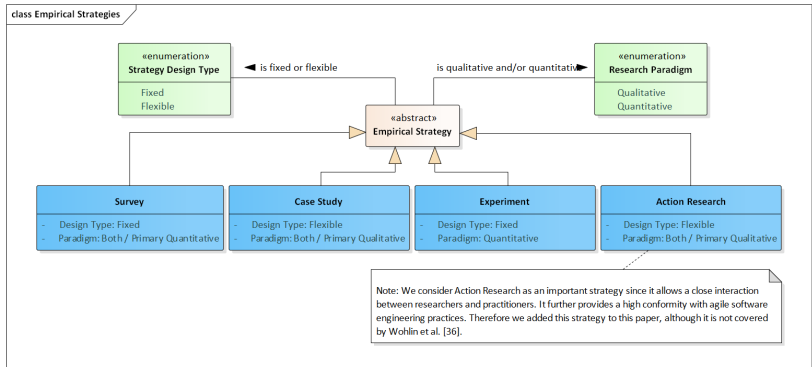 class Empirical Strategies
«enumeration»
Strategy Design Type
Fixed
Flexible
is fixed or flexible
is qualitative and/or quantitative
«enumeration»
Research Paradigm
Qualitative
Quantitative
«abstract»
Empirical Strategy
Survey
- Design Type: Fixed
- Paradigm: Both / Primary Quantitative
Case Study
- Design Type: Flexible
- Paradigm: Both / Primary Qualitative
Experiment
- Design Type: Fixed
- Paradigm: Quantitative
Action Research
- Design Type: Flexible
- Paradigm: Both / Primary Qualitative
Note: We consider Action Research as an important strategy since it allows a close interaction
between researchers and practitioners. It further provides a high conformity with agile software
engineering practices. Therefore we added this strategy to this paper, although it is not covered
by Wohlin et al. [36].